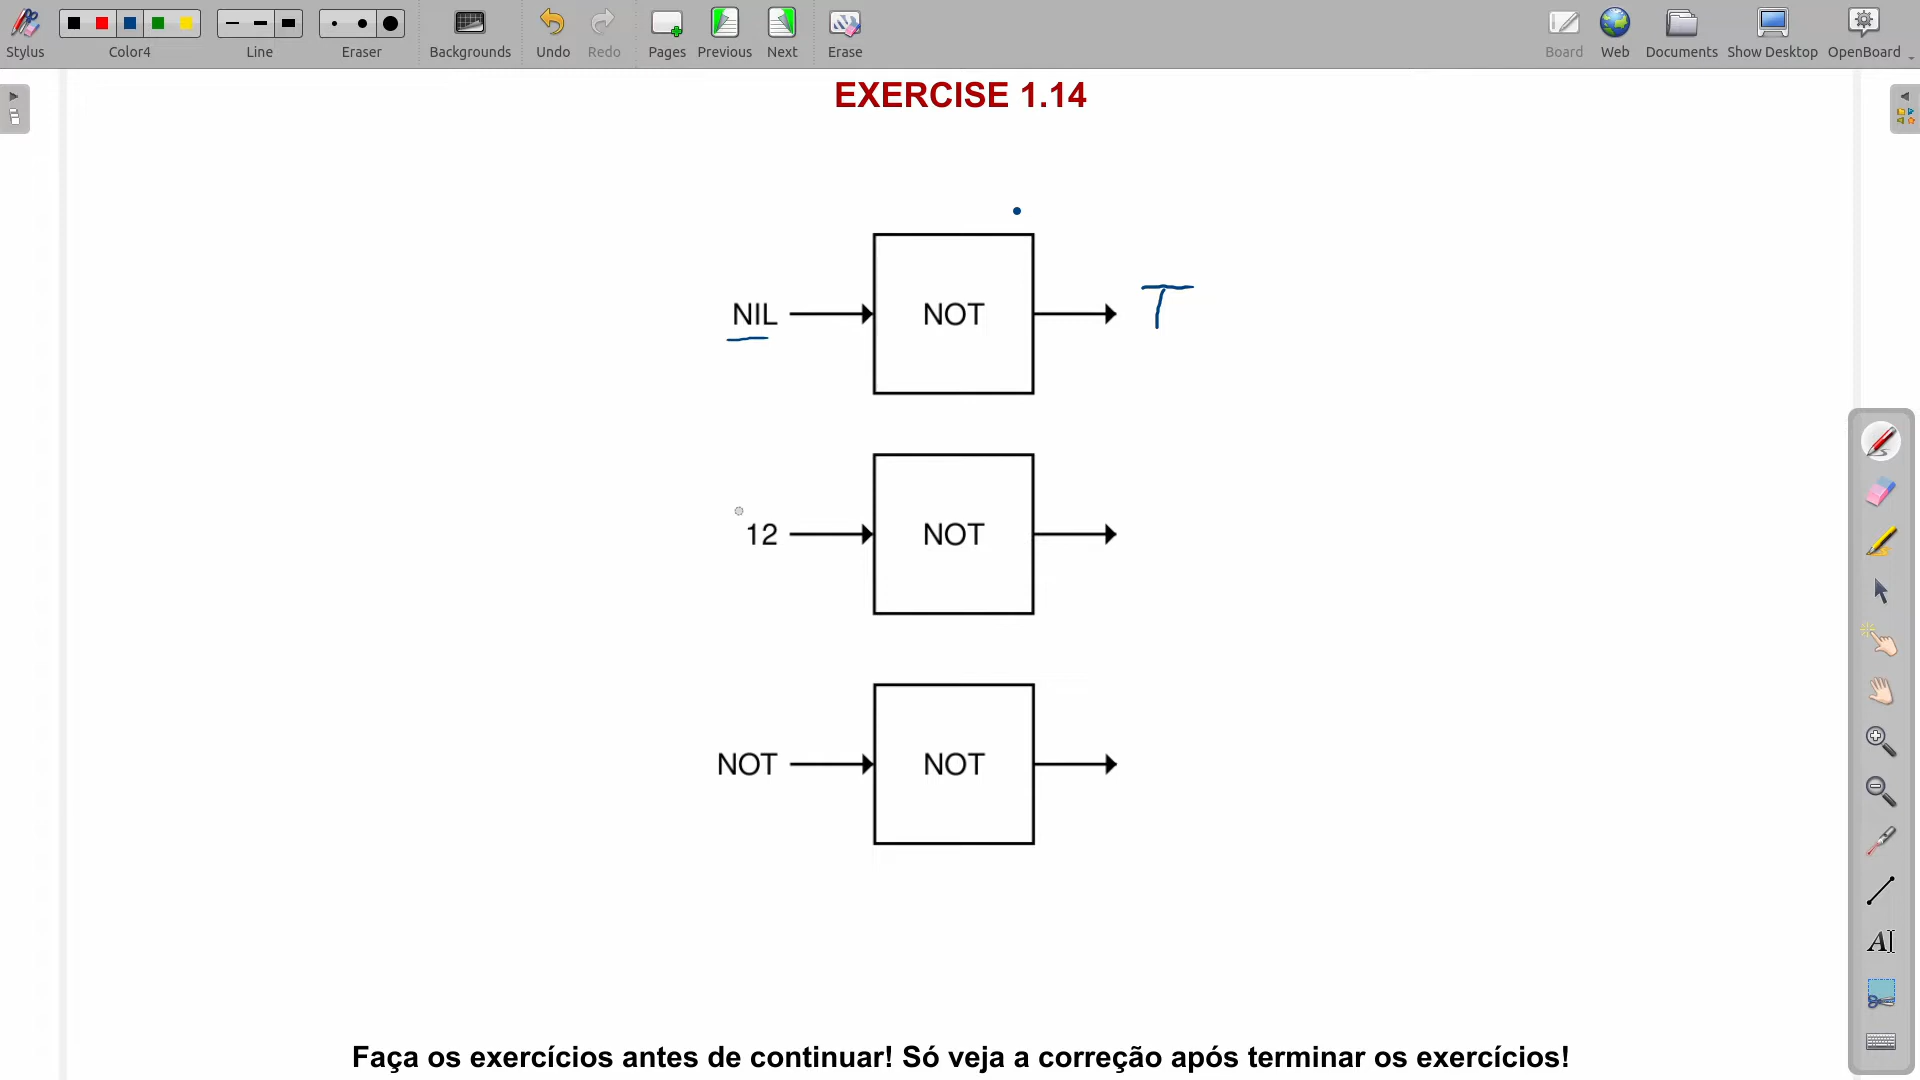 Stylus Color4 Line Eraser Backgrounds Undo Redo Pages Previous Next Erase Board Web Documents Show Desktop OpenBoard
EXERCISE 1.14
NIL NOT T
12 NOT
NOT NOT
Faça os exercícios antes de continuar! Só veja a correção após terminar os exercícios!